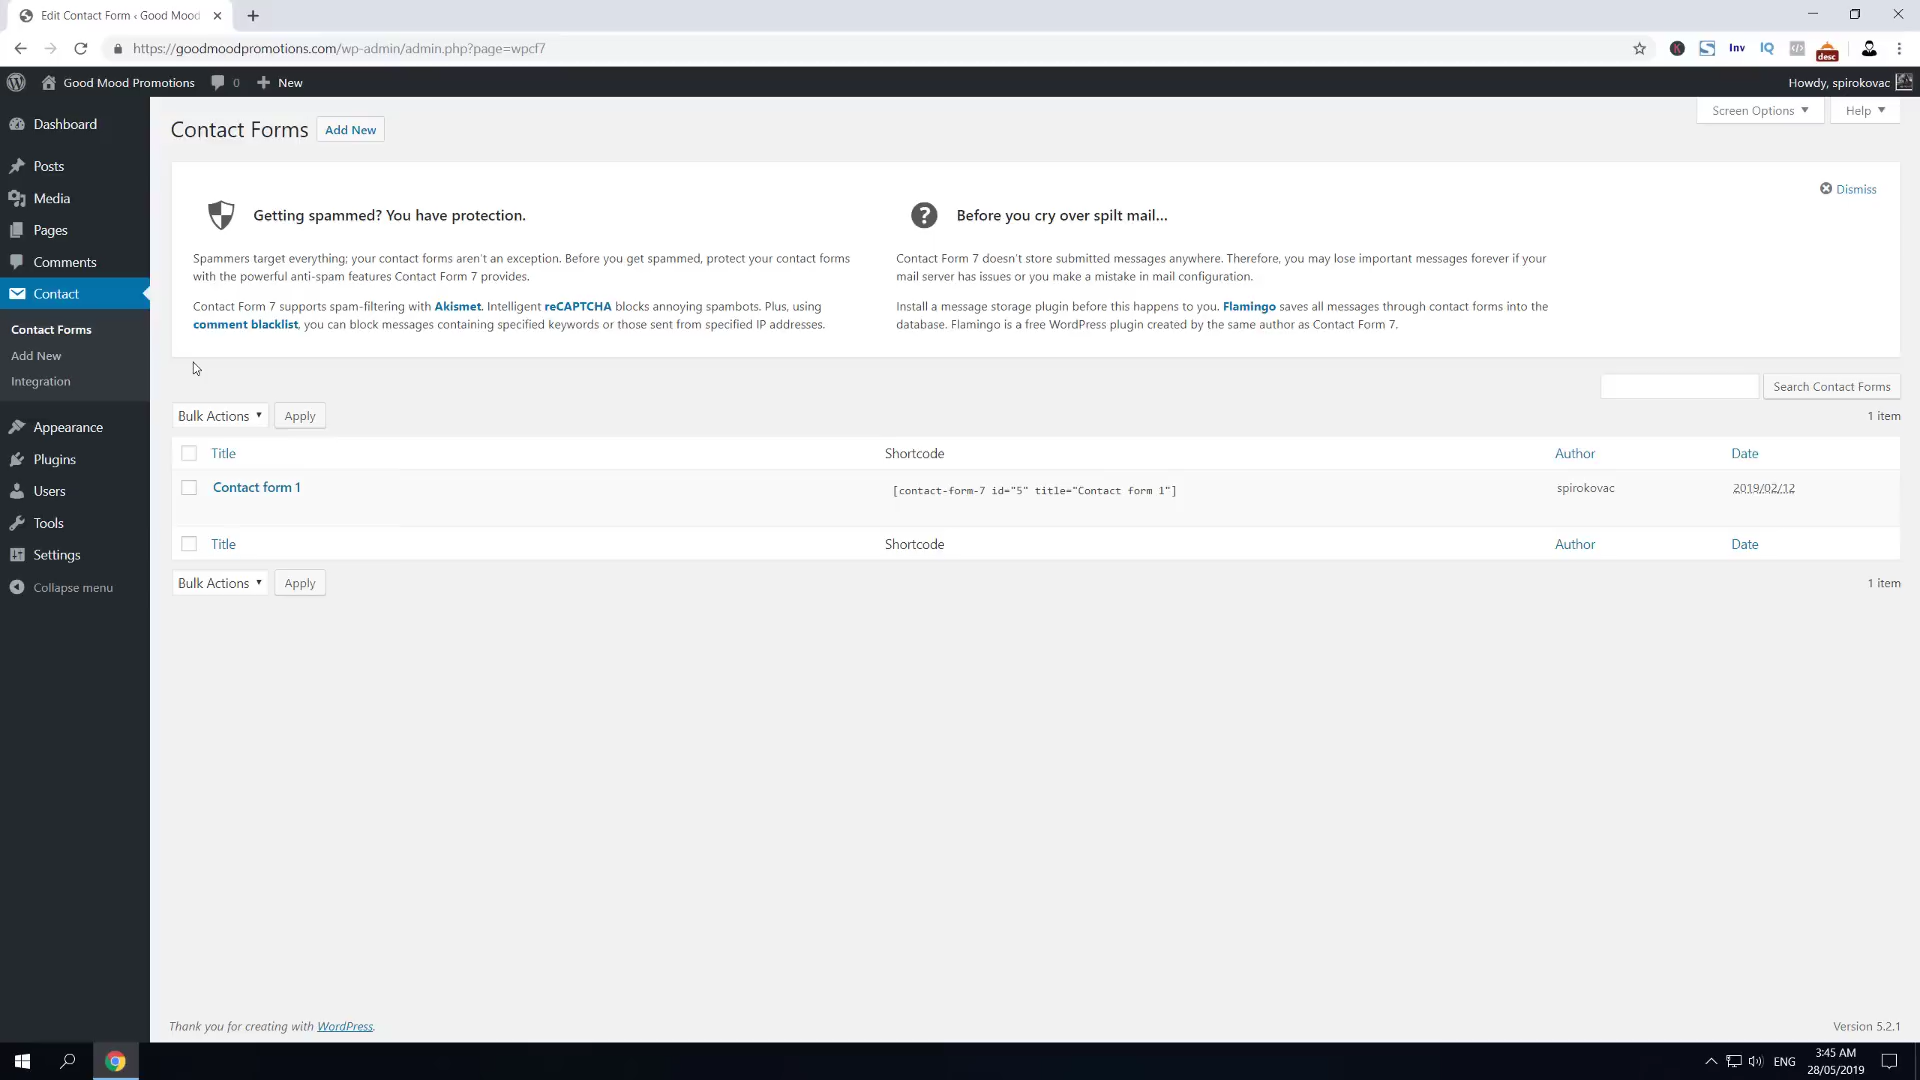 Edit Contact Form ‹ Good Mood
https://goodmoodpromotions.com/wp-admin/admin.php?page=wpcf7
K
S
Inv
IQ
</>
desc
Good Mood Promotions
0
New
Howdy, spirokovac
Dashboard
Posts
Media
Pages
Comments
Contact
Contact Forms
Add New
Integration
Appearance
Plugins
Users
Tools
Settings
Collapse menu
Contact Forms
Add New
Screen Options
Help
Dismiss
Getting spammed? You have protection.
Spammers target everything; your contact forms aren't an exception. Before you get spammed, protect your contact forms
with the powerful anti-spam features Contact Form 7 provides.
Contact Form 7 supports spam-filtering with Akismet. Intelligent reCAPTCHA blocks annoying spambots. Plus, using
comment blacklist, you can block messages containing specified keywords or those sent from specified IP addresses.
?
Before you cry over spilt mail...
Contact Form 7 doesn't store submitted messages anywhere. Therefore, you may lose important messages forever if your
mail server has issues or you make a mistake in mail configuration.
Install a message storage plugin before this happens to you. Flamingo saves all messages through contact forms into the
database. Flamingo is a free WordPress plugin created by the same author as Contact Form 7.
Search Contact Forms
Bulk Actions
Apply
1 item
Title
Shortcode
Author
Date
Contact form 1
[contact-form-7 id="5" title="Contact form 1"]
spirokovac
2019/02/12
Title
Shortcode
Author
Date
Bulk Actions
Apply
1 item
Thank you for creating with WordPress.
Version 5.2.1
ENG
3:45 AM
28/05/2019